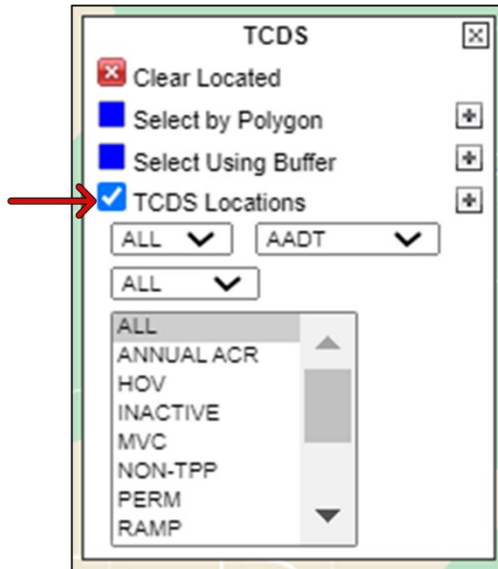 TCDS
Clear Located
Select by Polygon
Select Using Buffer
TCDS Locations
ALL AADT
ALL
ALL
ANNUAL ACR
HOV
INACTIVE
MVC
NON-TPP
PERM
RAMP